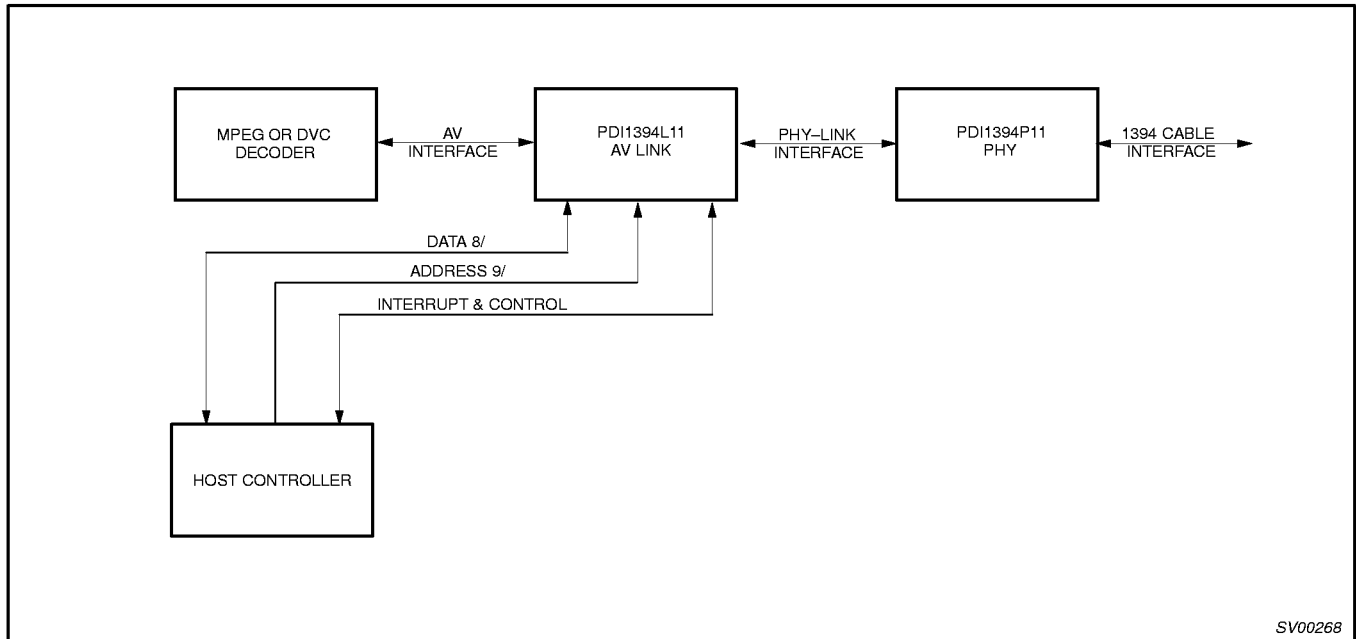 MPEG OR DVC
DECODER
AV
INTERFACE
PDI1394L11
AV LINK
PHY–LINK
INTERFACE
PDI1394P11
PHY
1394 CABLE
INTERFACE
DATA 8/
ADDRESS 9/
INTERRUPT & CONTROL
HOST CONTROLLER
SV00268